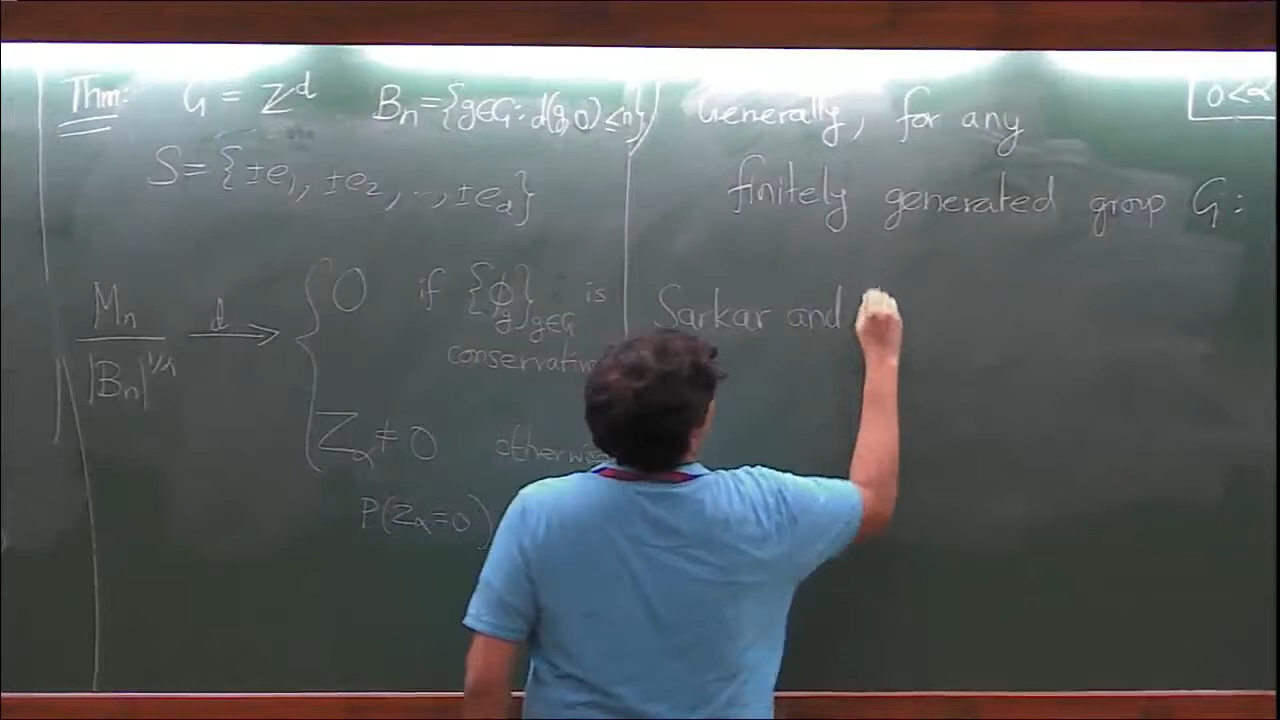 Thm: G = Z^d B_n = {g∈G : d(g,0) ≤ n}
S = {±e_1, ±e_2, .., ±e_d}
M_n / |B_n|^{1/α} —d→ { 0 if {φ_g}_{g∈G} is
conservative
Z_α ≠ 0 otherwise
P(Z_α = 0)
Generally, for any
finitely generated group G:
Sarkar and
0<α